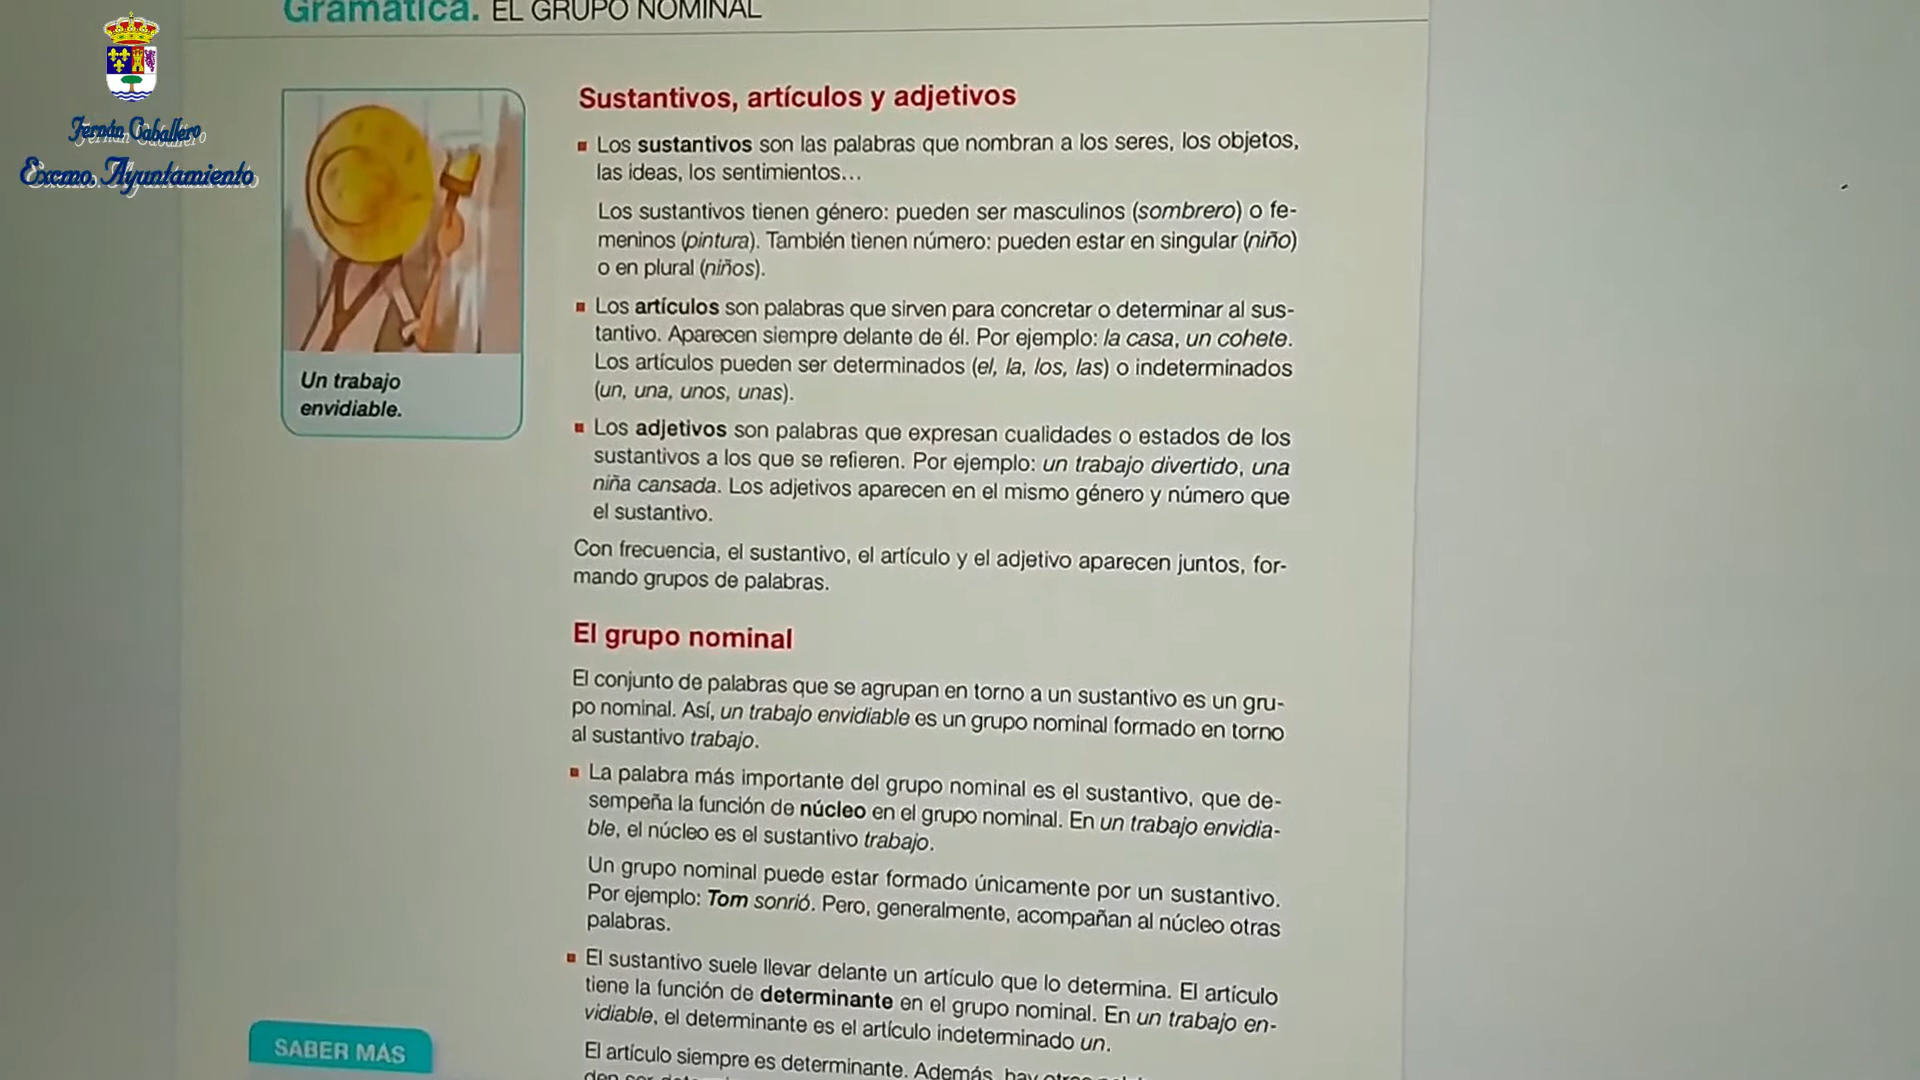 Gramática. EL GRUPO NOMINAL
Fernán Caballero
Excmo. Ayuntamiento
Un trabajo
envidiable.
Sustantivos, artículos y adjetivos
Los sustantivos son las palabras que nombran a los seres, los objetos,
las ideas, los sentimientos...
Los sustantivos tienen género: pueden ser masculinos (sombrero) o fe-
meninos (pintura). También tienen número: pueden estar en singular (niño)
o en plural (niños).
Los artículos son palabras que sirven para concretar o determinar al sus-
tantivo. Aparecen siempre delante de él. Por ejemplo: la casa, un cohete.
Los artículos pueden ser determinados (el, la, los, las) o indeterminados
(un, una, unos, unas).
Los adjetivos son palabras que expresan cualidades o estados de los
sustantivos a los que se refieren. Por ejemplo: un trabajo divertido, una
niña cansada. Los adjetivos aparecen en el mismo género y número que
el sustantivo.
Con frecuencia, el sustantivo, el artículo y el adjetivo aparecen juntos, for-
mando grupos de palabras.
El grupo nominal
El conjunto de palabras que se agrupan en torno a un sustantivo es un gru-
po nominal. Así, un trabajo envidiable es un grupo nominal formado en torno
al sustantivo trabajo.
La palabra más importante del grupo nominal es el sustantivo, que de-
sempeña la función de núcleo en el grupo nominal. En un trabajo envidia-
ble, el núcleo es el sustantivo trabajo.
Un grupo nominal puede estar formado únicamente por un sustantivo.
Por ejemplo: Tom sonrió. Pero, generalmente, acompañan al núcleo otras
palabras.
El sustantivo suele llevar delante un artículo que lo determina. El artículo
tiene la función de determinante en el grupo nominal. En un trabajo en-
vidiable, el determinante es el artículo indeterminado un.
El artículo siempre es determinante. Además, hay
SABER MÁS